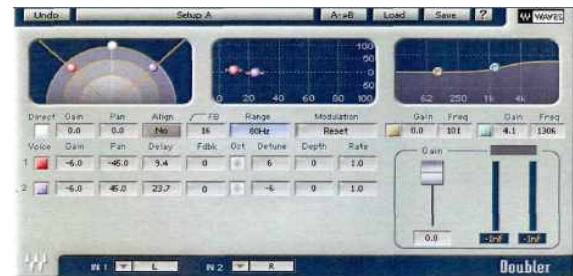 Undo Setup A A->B Load Save ? W WAVES
100
50
0
50
0 20 40 60 80 100
62 250 1k 4k
Direct Gain Pan Align FB Range Modulation Gain Freq Gain Freq
0.0 0.0 No 16 80Hz Reset 0.0 101 4.1 1306
Voice Gain Pan Delay Fdbk Oct Detune Depth Rate Gain
1 -6.0 -45.0 9.4 0 6 0 1.0
2 -6.0 45.0 23.7 0 -6 0 1.0
0.0 -Inf -Inf
IN 1 L IN 2 R Doubler